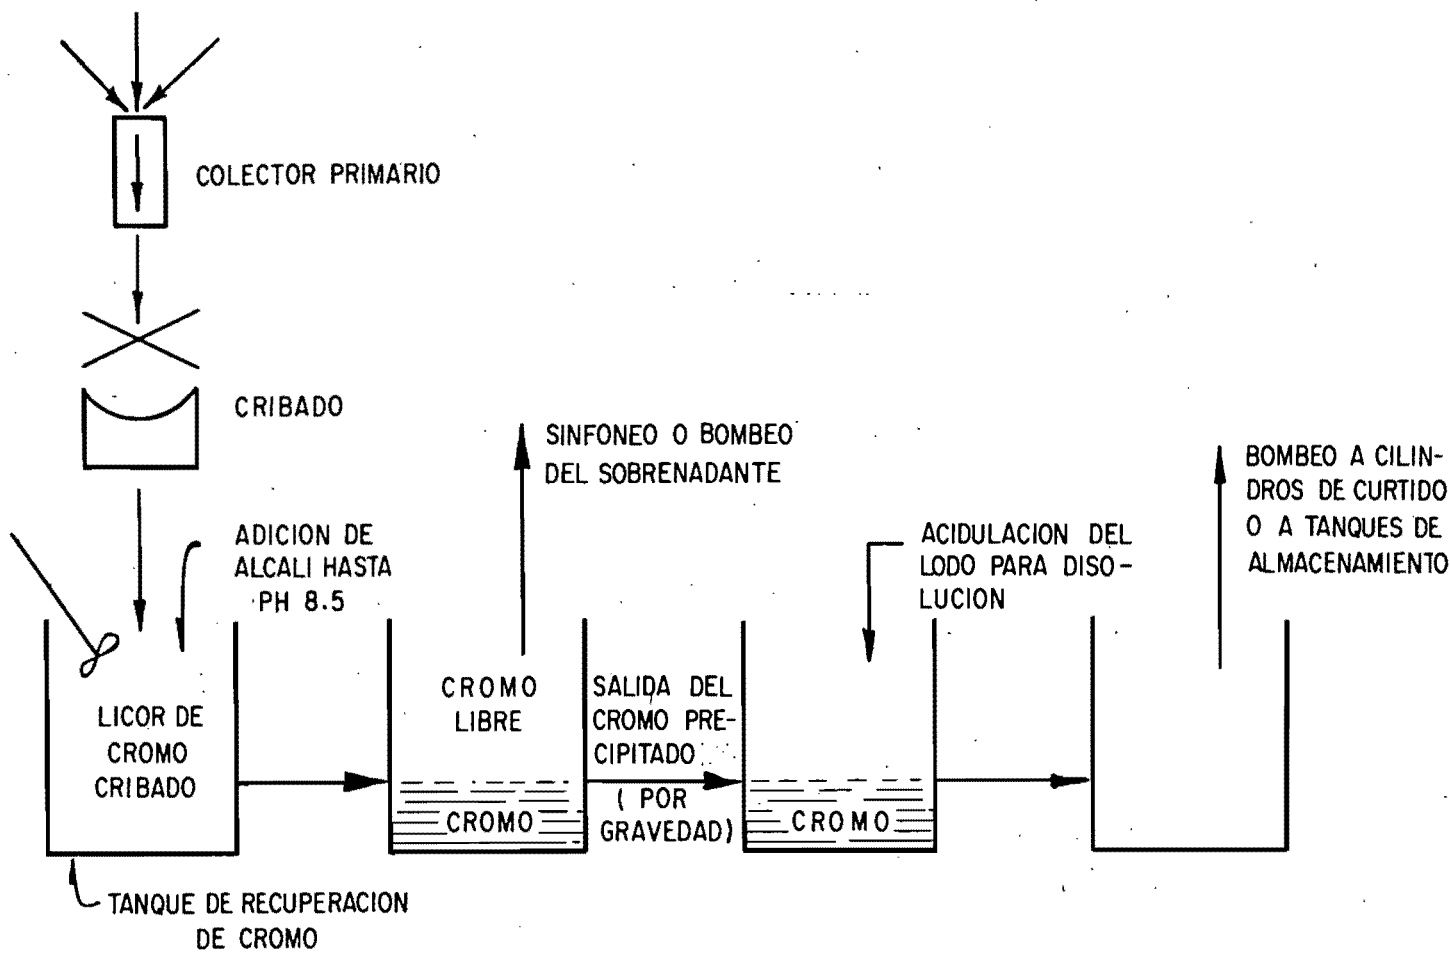 COLECTOR PRIMARIO
CRIBADO
SINFONEO O BOMBEO
DEL SOBRENADANTE
BOMBEO A CILIN-
DROS DE CURTIDO
O A TANQUES DE
ALMACENAMIENTO
ADICION DE
ALCALI HASTA
PH 8.5
ACIDULACION DEL
LODO PARA DISO-
LUCION
LICOR DE
CROMO
CRIBADO
CROMO
LIBRE
CROMO
SALIDA DEL
CROMO PRE-
CIPITADO
( POR
GRAVEDAD)
CROMO
TANQUE DE RECUPERACION
DE CROMO